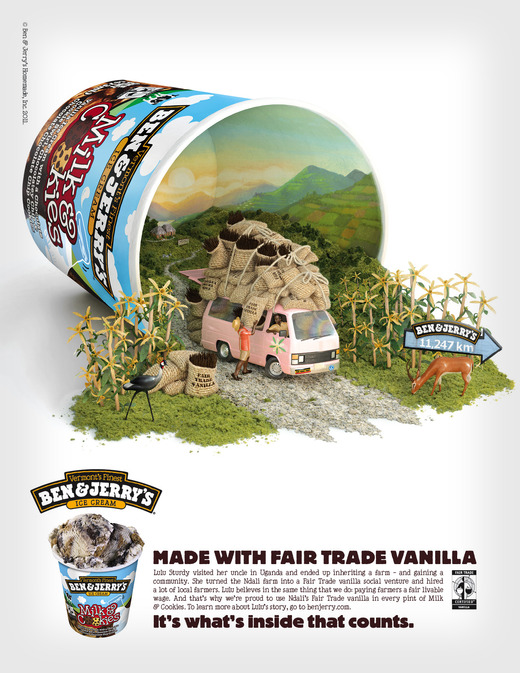 © Ben & Jerry's Homemade, Inc. 2011.
Milk &
kies
BEN & JERRY'S
ICE CREAM
FAIR
TRADE
VANILLA
BEN & JERRY'S
11,247 km
Vermont's Finest
BEN & JERRY'S
ICE CREAM
Vermont's Finest
BEN & JERRY'S
ICE CREAM
Milk &
Cookies
MADE WITH FAIR TRADE VANILLA
Lulu Sturdy visited her uncle in Uganda and ended up inheriting a farm – and gaining a
community. She turned the Ndali farm into a Fair Trade vanilla social venture and hired
a lot of local farmers. Lulu believes in the same thing that we do: paying farmers a fair livable
wage. And that's why we're proud to use Ndali's Fair Trade vanilla in every pint of Milk
& Cookies. To learn more about Lulu's story, go to benjerry.com.
FAIR TRADE
CERTIFIED
VANILLA
It's what's inside that counts.